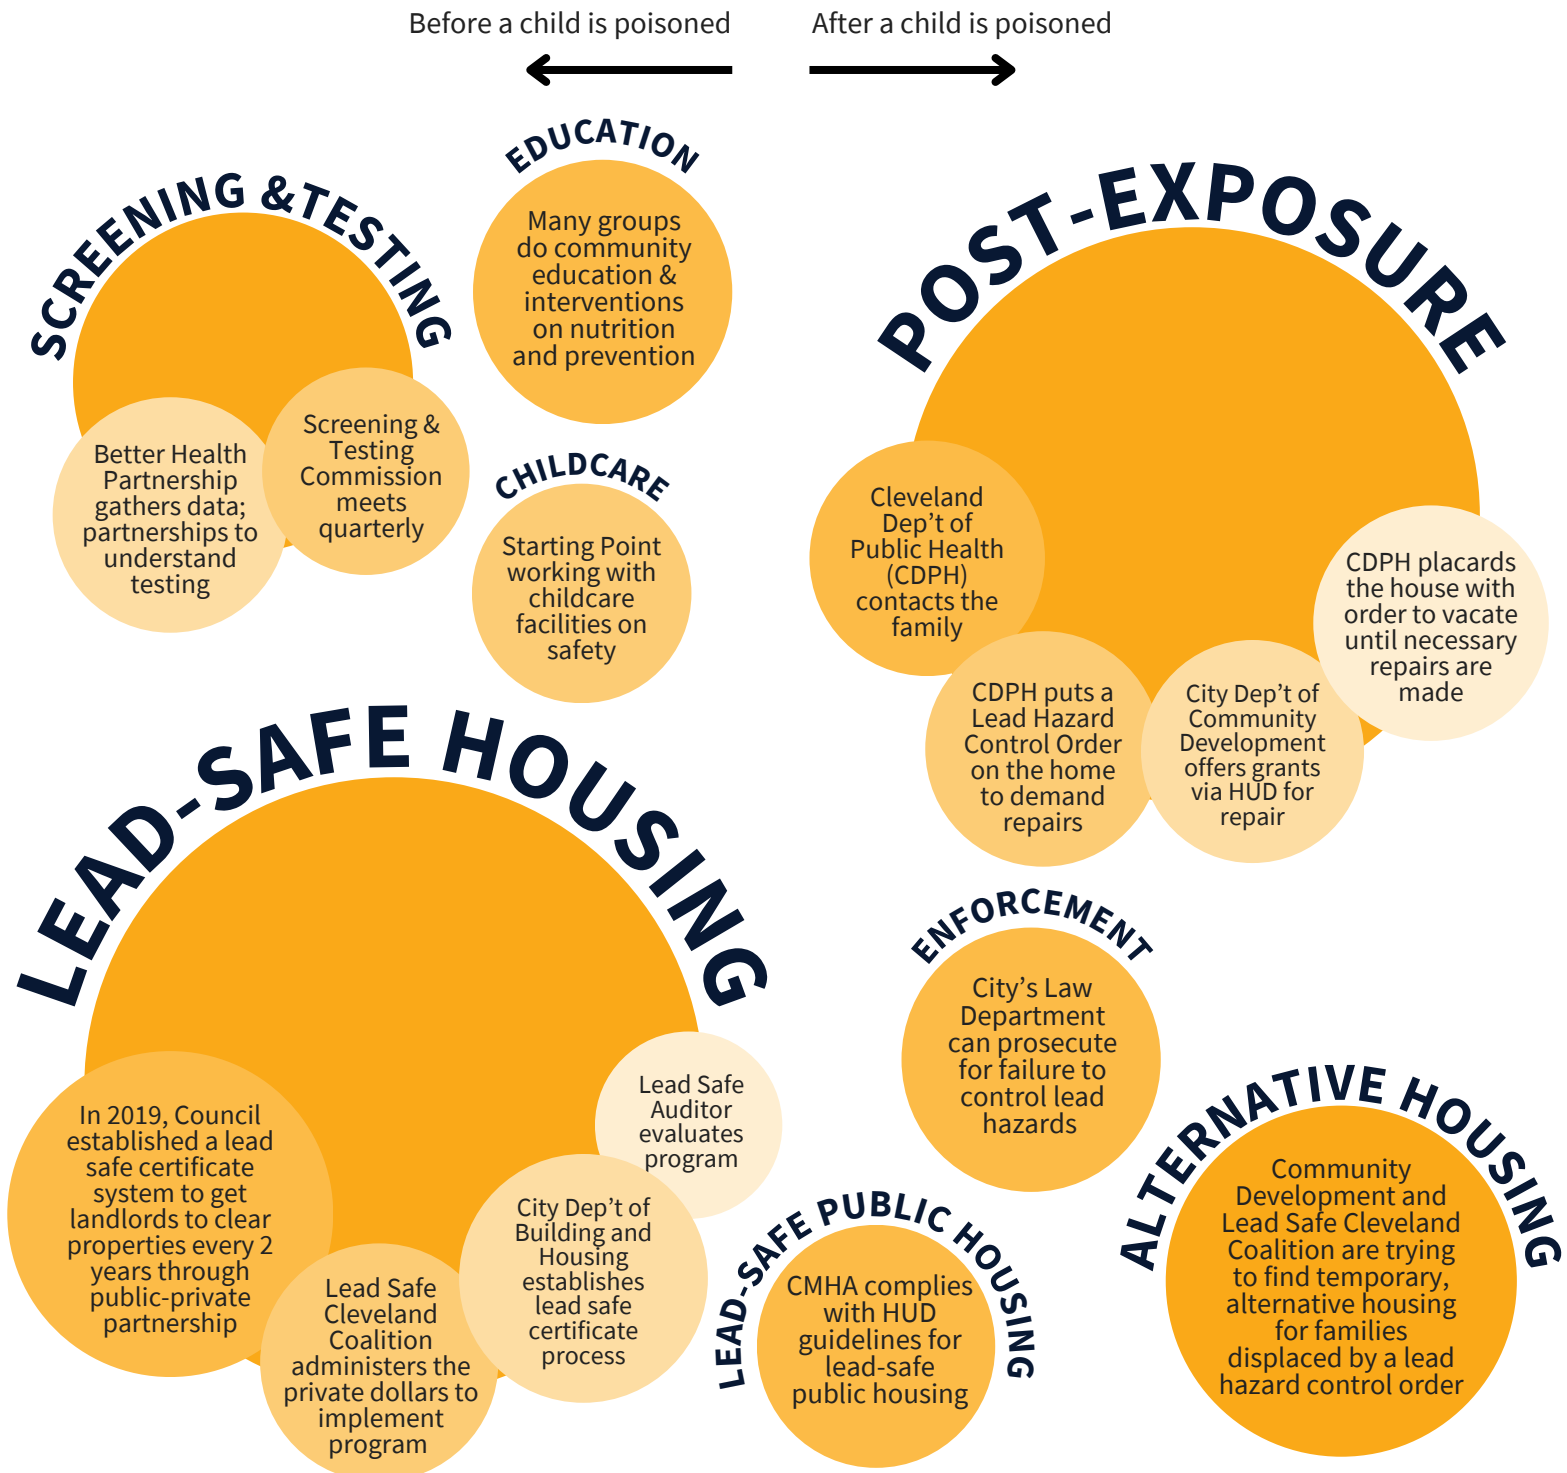 Before a child is poisoned
After a child is poisoned
EDUCATION
Many groups
do community
education &
interventions
on nutrition
and prevention
SCREENING &TESTING
Better Health
Partnership
gathers data;
partnerships to
understand
testing
Screening &
Testing
Commission
meets
quarterly
CHILDCARE
Starting Point
working with
childcare
facilities on
safety
POST-EXPOSURE
Cleveland
Dep’t of
Public Health
(CDPH)
contacts the
family
CDPH puts a
Lead Hazard
Control Order
on the home
to demand
repairs
City Dep’t of
Community
Development
offers grants
via HUD for
repair
CDPH placards
the house with
order to vacate
until necessary
repairs are
made
LEAD-SAFE HOUSING
In 2019, Council
established a lead
safe certificate
system to get
landlords to clear
properties every 2
years through
public-private
partnership
Lead Safe
Cleveland
Coalition
administers the
private dollars to
implement
program
City Dep’t of
Building and
Housing
establishes
lead safe
certificate
process
Lead Safe
Auditor
evaluates
program
ENFORCEMENT
City’s Law
Department
can prosecute
for failure to
control lead
hazards
LEAD-SAFE PUBLIC HOUSING
CMHA complies
with HUD
guidelines for
lead-safe
public housing
ALTERNATIVE HOUSING
Community
Development and
Lead Safe Cleveland
Coalition are trying
to find temporary,
alternative housing
for families
displaced by a lead
hazard control order